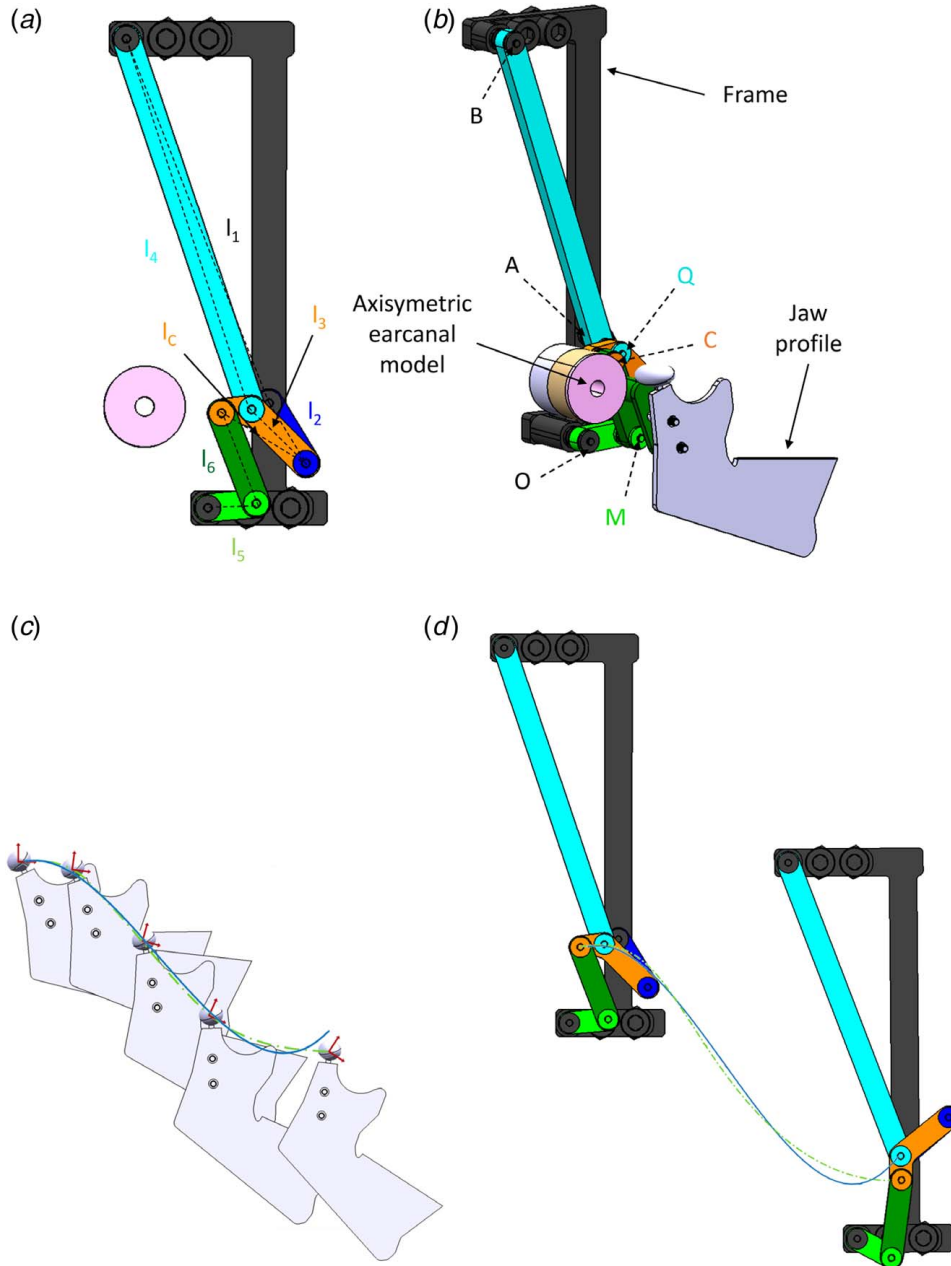 (a)
l1
l4
lC
l3
l2
l6
l5
(b)
B
Frame
A
Q
Axisymetric
earcanal
model
C
Jaw
profile
O
M
(c)
(d)